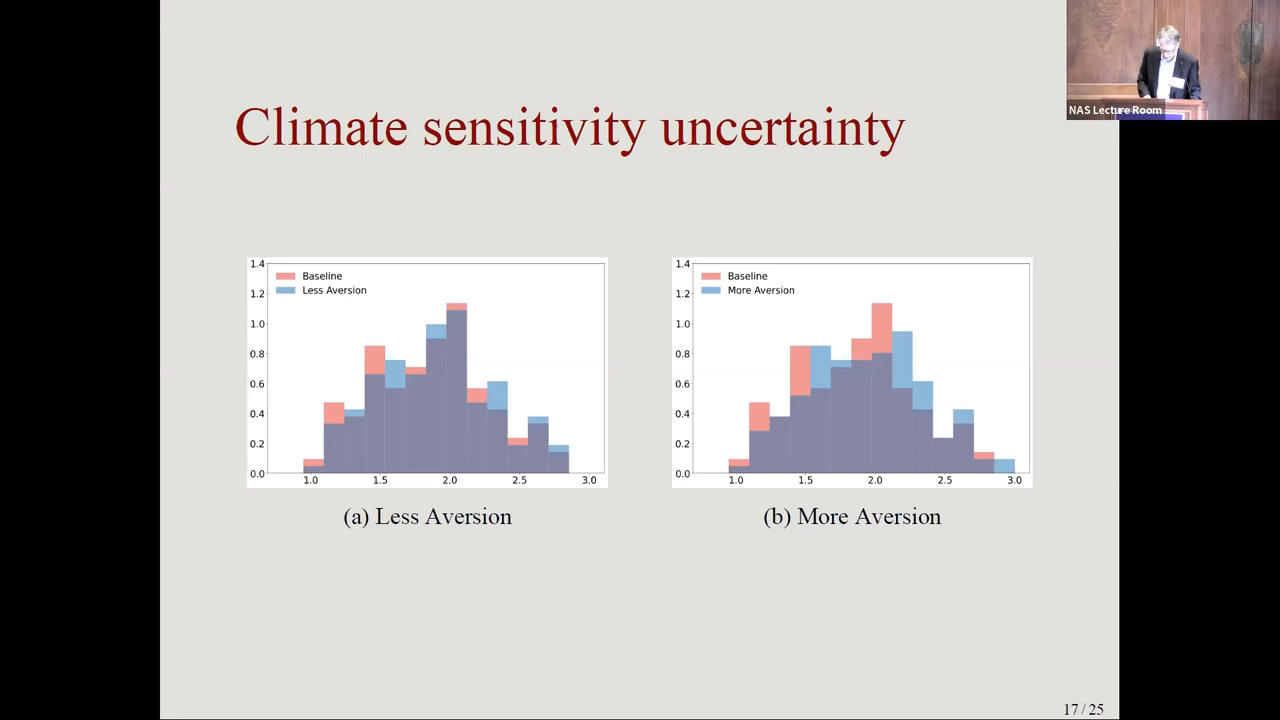 NAS Lecture Room
Climate sensitivity uncertainty
1.4
1.2
1.0
0.8
0.6
0.4
0.2
0.0
Baseline
Less Aversion
1.0 1.5 2.0 2.5 3.0
(a) Less Aversion
1.4
1.2
1.0
0.8
0.6
0.4
0.2
0.0
Baseline
More Aversion
1.0 1.5 2.0 2.5 3.0
(b) More Aversion
17 / 25